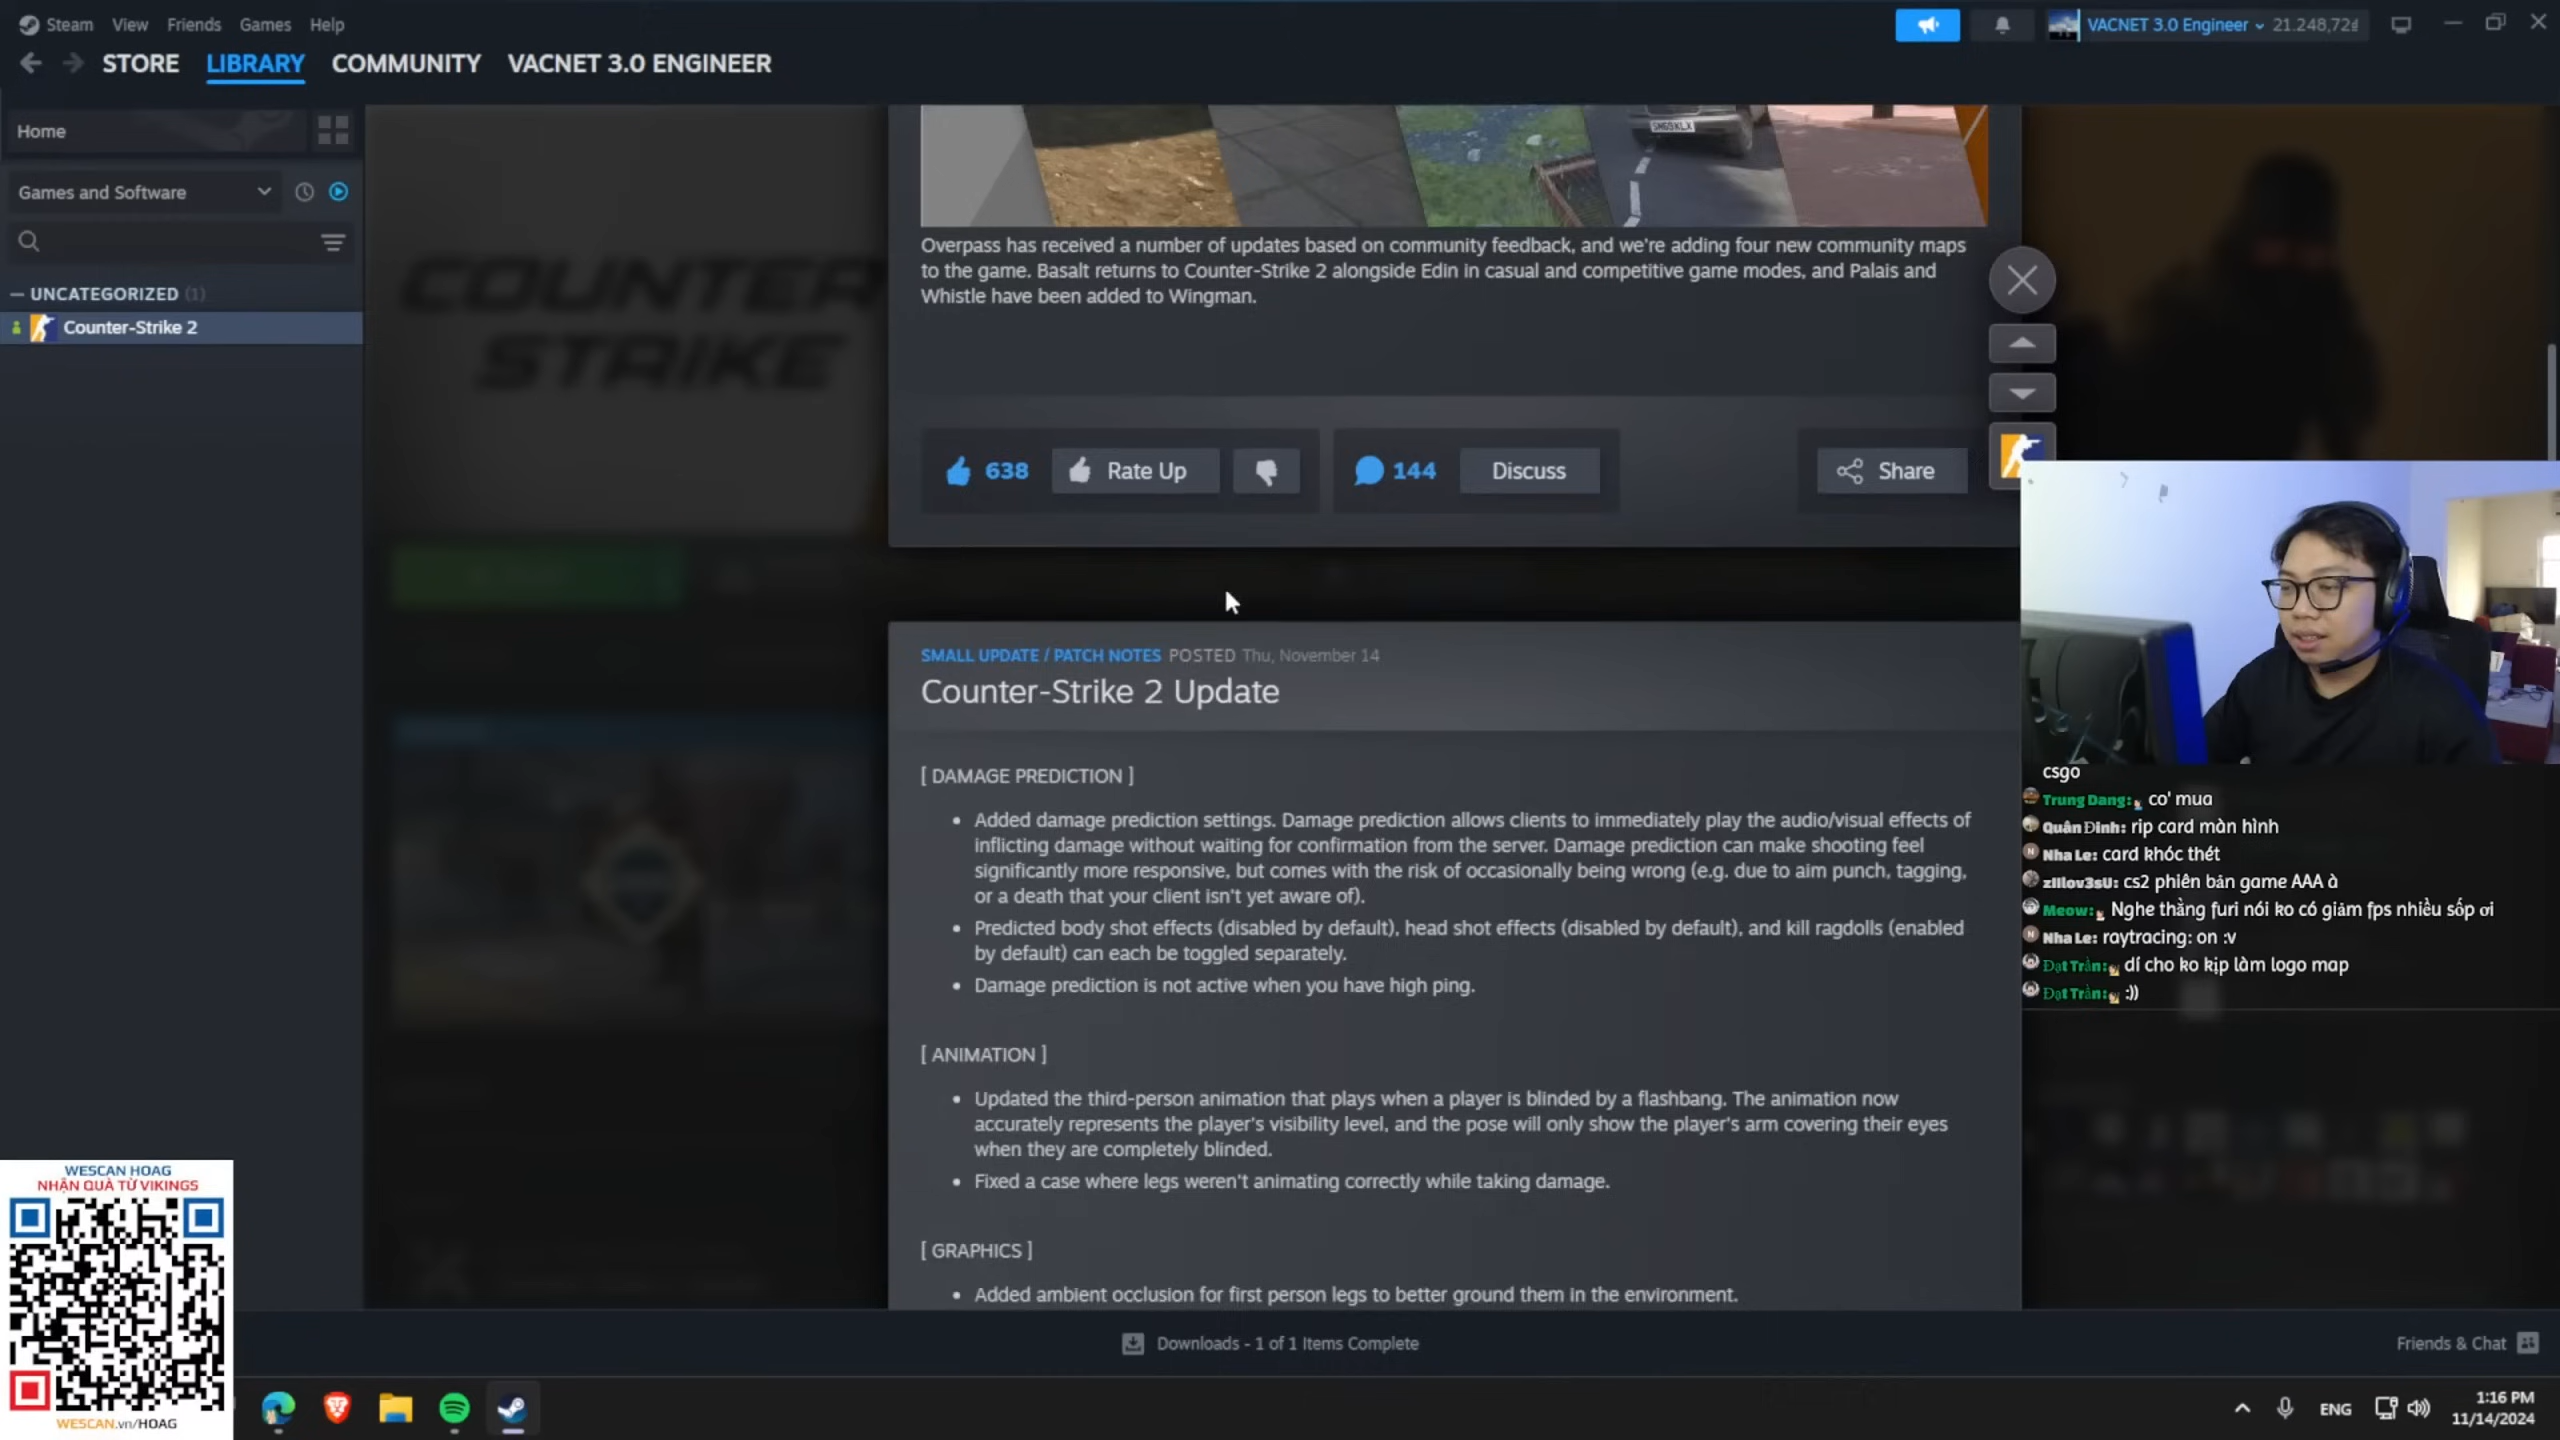 Steam View Friends Games Help
VACNET 3.0 Engineer 21.248,72₫
STORE LIBRARY COMMUNITY VACNET 3.0 ENGINEER
Home
Games and Software
UNCATEGORIZED (1)
Counter-Strike 2
COUNTER
STRIKE
SM69KLX
Overpass has received a number of updates based on community feedback, and we're adding four new community maps
to the game. Basalt returns to Counter-Strike 2 alongside Edin in casual and competitive game modes, and Palais and
Whistle have been added to Wingman.
638 Rate Up 144 Discuss Share
SMALL UPDATE / PATCH NOTES POSTED Thu, November 14
Counter-Strike 2 Update
[ DAMAGE PREDICTION ]
• Added damage prediction settings. Damage prediction allows clients to immediately play the audio/visual effects of
inflicting damage without waiting for confirmation from the server. Damage prediction can make shooting feel
significantly more responsive, but comes with the risk of occasionally being wrong (e.g. due to aim punch, tagging,
or a death that your client isn't yet aware of).
• Predicted body shot effects (disabled by default), head shot effects (disabled by default), and kill ragdolls (enabled
by default) can each be toggled separately.
• Damage prediction is not active when you have high ping.
[ ANIMATION ]
• Updated the third-person animation that plays when a player is blinded by a flashbang. The animation now
accurately represents the player's visibility level, and the pose will only show the player's arm covering their eyes
when they are completely blinded.
• Fixed a case where legs weren't animating correctly while taking damage.
[ GRAPHICS ]
• Added ambient occlusion for first person legs to better ground them in the environment.
csgo
Trung Dang: co' mua
Quân Đinh: rip card màn hình
Nha Le: card khóc thét
zIIlov3sU: cs2 phiên bản game AAA à
Meow: Nghe thằng furi nói ko có giảm fps nhiều sốp ơi
Nha Le: raytracing: on :v
Đạt Trần: dí cho ko kịp làm logo map
Đạt Trần: :))
WESCAN HOAG
NHẬN QUÀ TỪ VIKINGS
WESCAN.vn/HOAG
Downloads - 1 of 1 Items Complete
Friends & Chat
ENG
1:16 PM
11/14/2024